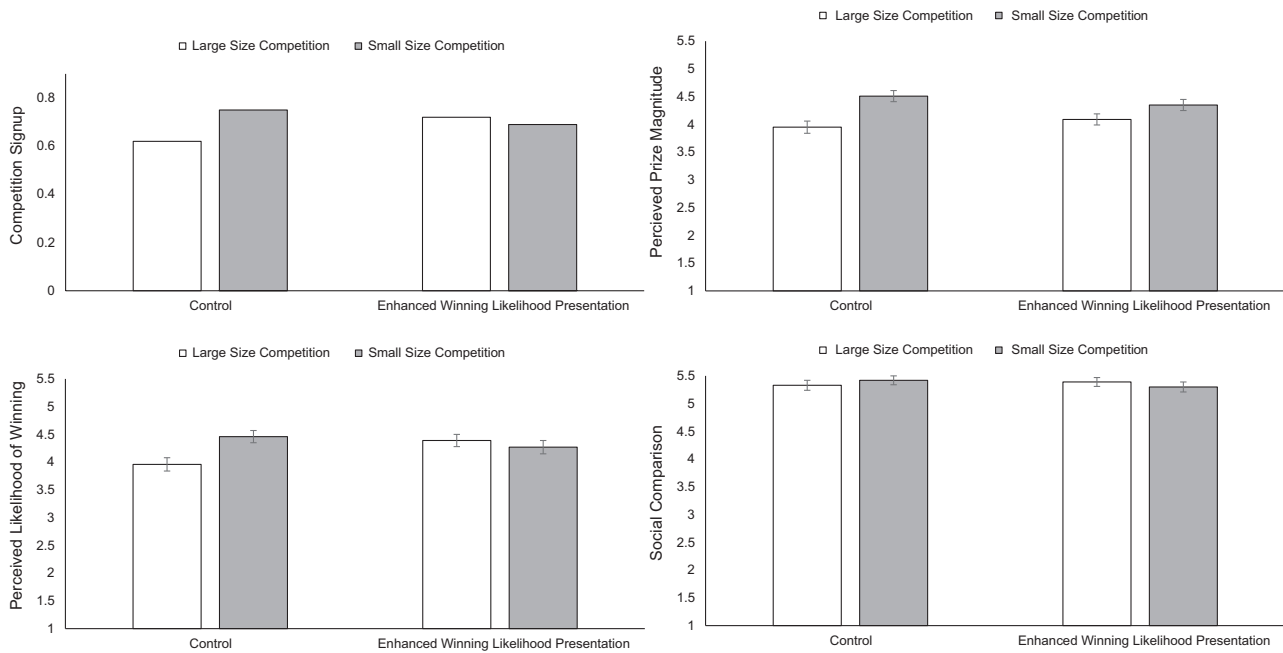 Large Size Competition Small Size Competition
Competition Signup
0.8
0.6
0.4
0.2
0
Control Enhanced Winning Likelihood Presentation
Large Size Competition Small Size Competition
Percieved Prize Magnitude
5.5
5
4.5
4
3.5
3
2.5
2
1.5
1
Control Enhanced Winning Likelihood Presentation
Large Size Competition Small Size Competition
Perceived Likelihood of Winning
5.5
5
4.5
4
3.5
3
2.5
2
1.5
1
Control Enhanced Winning Likelihood Presentation
Large Size Competition Small Size Competition
Social Comparison
5.5
5
4.5
4
3.5
3
2.5
2
1.5
1
Control Enhanced Winning Likelihood Presentation